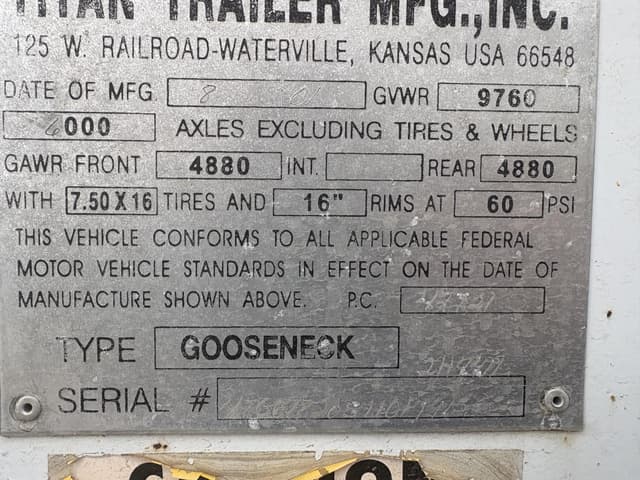 TITAN TRAILER MFG., INC.
125 W. RAILROAD-WATERVILLE, KANSAS USA 66548
DATE OF MFG 8 GVWR 9760
6000 AXLES EXCLUDING TIRES & WHEELS
GAWR FRONT 4880 INT. REAR 4880
WITH 7.50 X 16 TIRES AND 16" RIMS AT 60 PSI
THIS VEHICLE CONFORMS TO ALL APPLICABLE FEDERAL
MOTOR VEHICLE STANDARDS IN EFFECT ON THE DATE OF
MANUFACTURE SHOWN ABOVE. P.C.
TYPE GOOSENECK
SERIAL #